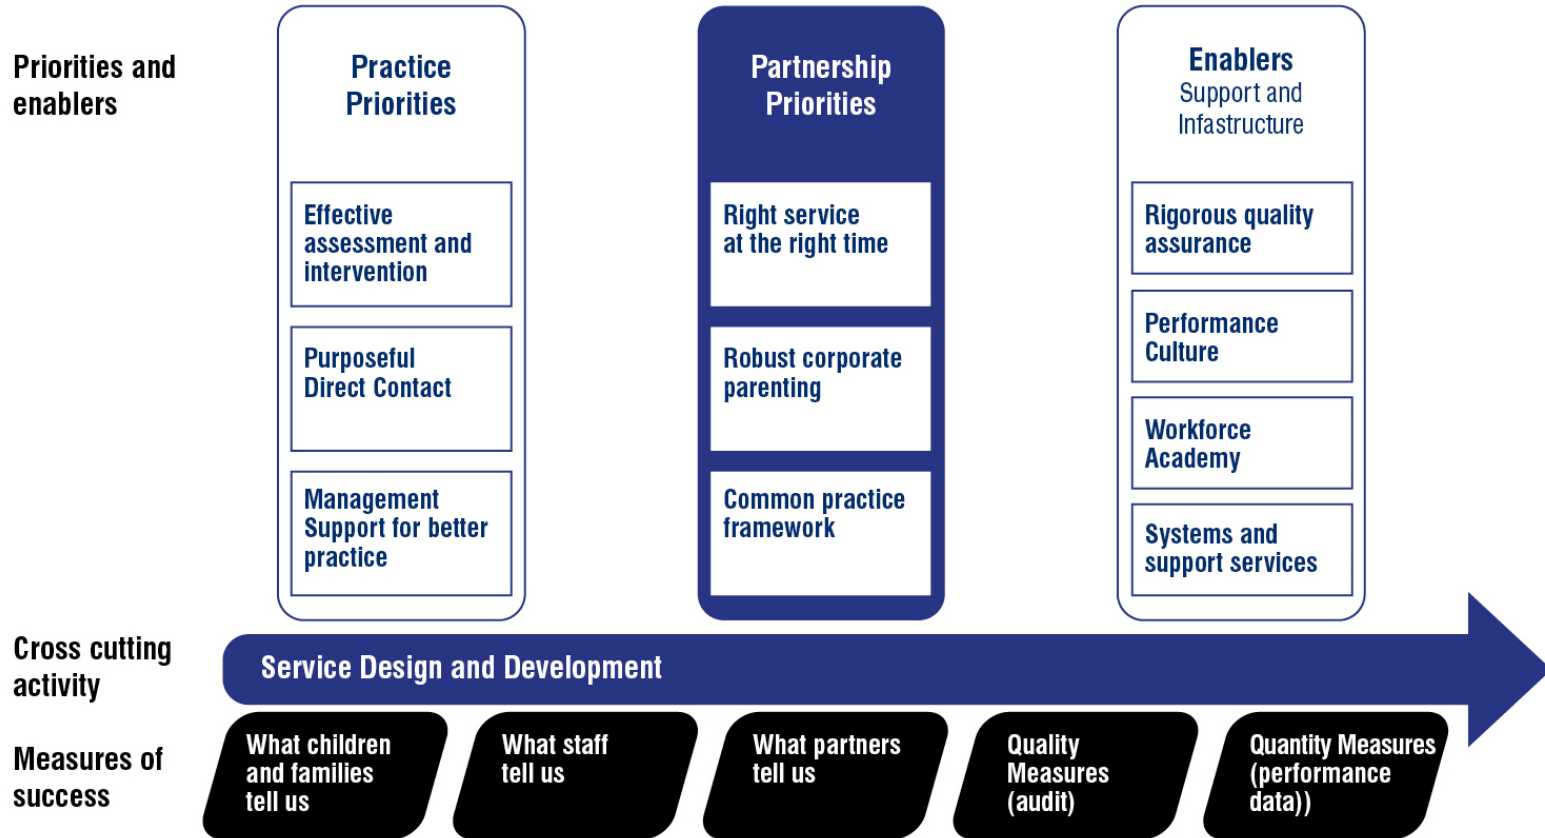 Priorities and
enablers
Practice
Priorities
Effective
assessment and
intervention
Purposeful
Direct Contact
Management
Support for better
practice
Partnership
Priorities
Right service
at the right time
Robust corporate
parenting
Common practice
framework
Enablers
Support and
Infastructure
Rigorous quality
assurance
Performance
Culture
Workforce
Academy
Systems and
support services
Cross cutting
activity
Service Design and Development
Measures of
success
What children
and families
tell us
What staff
tell us
What partners
tell us
Quality
Measures
(audit)
Quantity Measures
(performance
data))